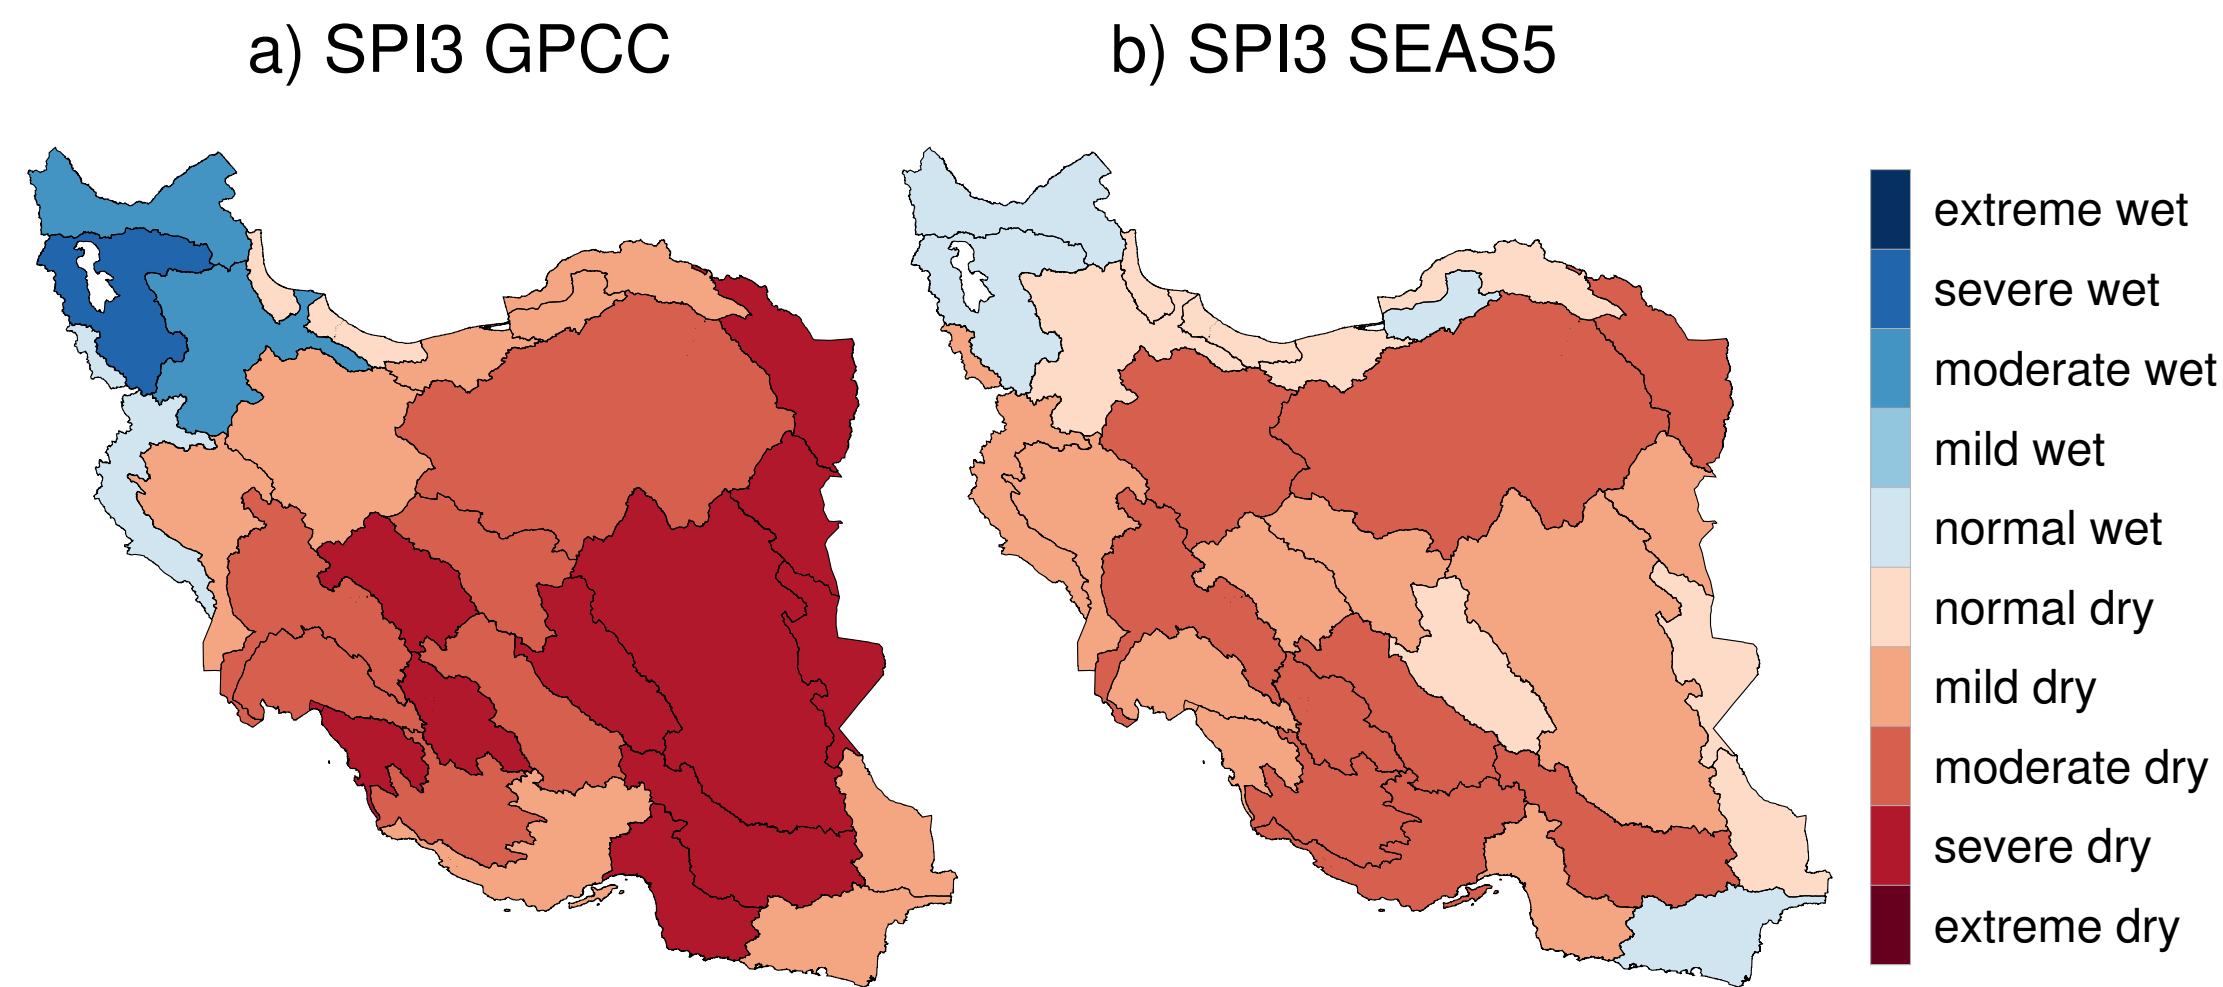 a) SPI3 GPCC
b) SPI3 SEAS5
extreme wet
severe wet
moderate wet
mild wet
normal wet
normal dry
mild dry
moderate dry
severe dry
extreme dry